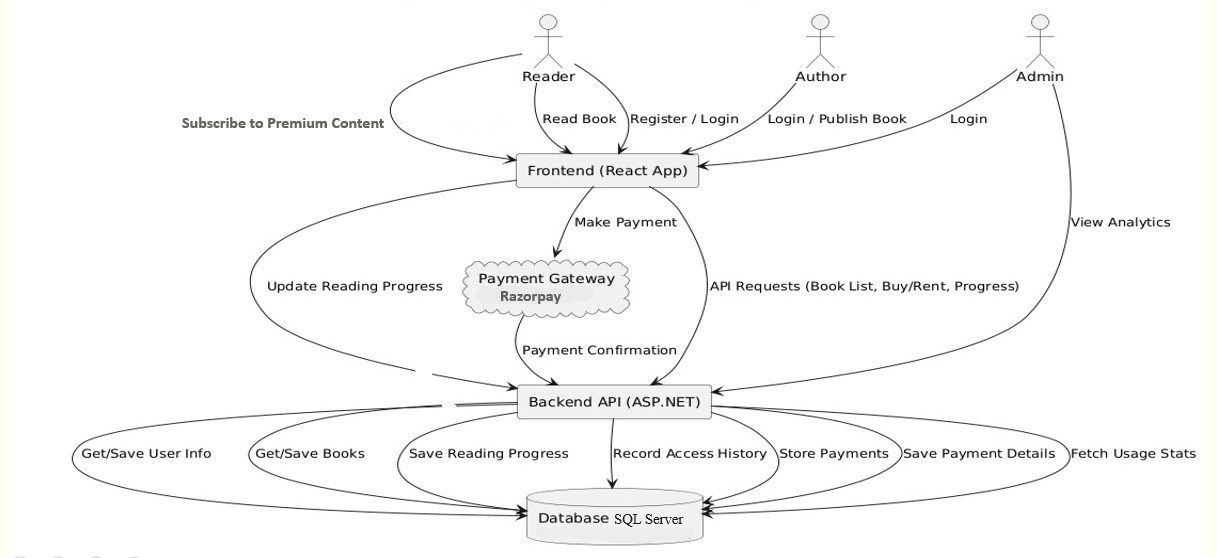 Reader
Author
Admin
Subscribe to Premium Content
Read Book
Register / Login
Login / Publish Book
Login
Frontend (React App)
Make Payment
View Analytics
Update Reading Progress
Payment Gateway
Razorpay
API Requests (Book List, Buy/Rent, Progress)
Payment Confirmation
Backend API (ASP.NET)
Get/Save User Info
Get/Save Books
Save Reading Progress
Record Access History
Store Payments
Save Payment Details
Fetch Usage Stats
Database SQL Server